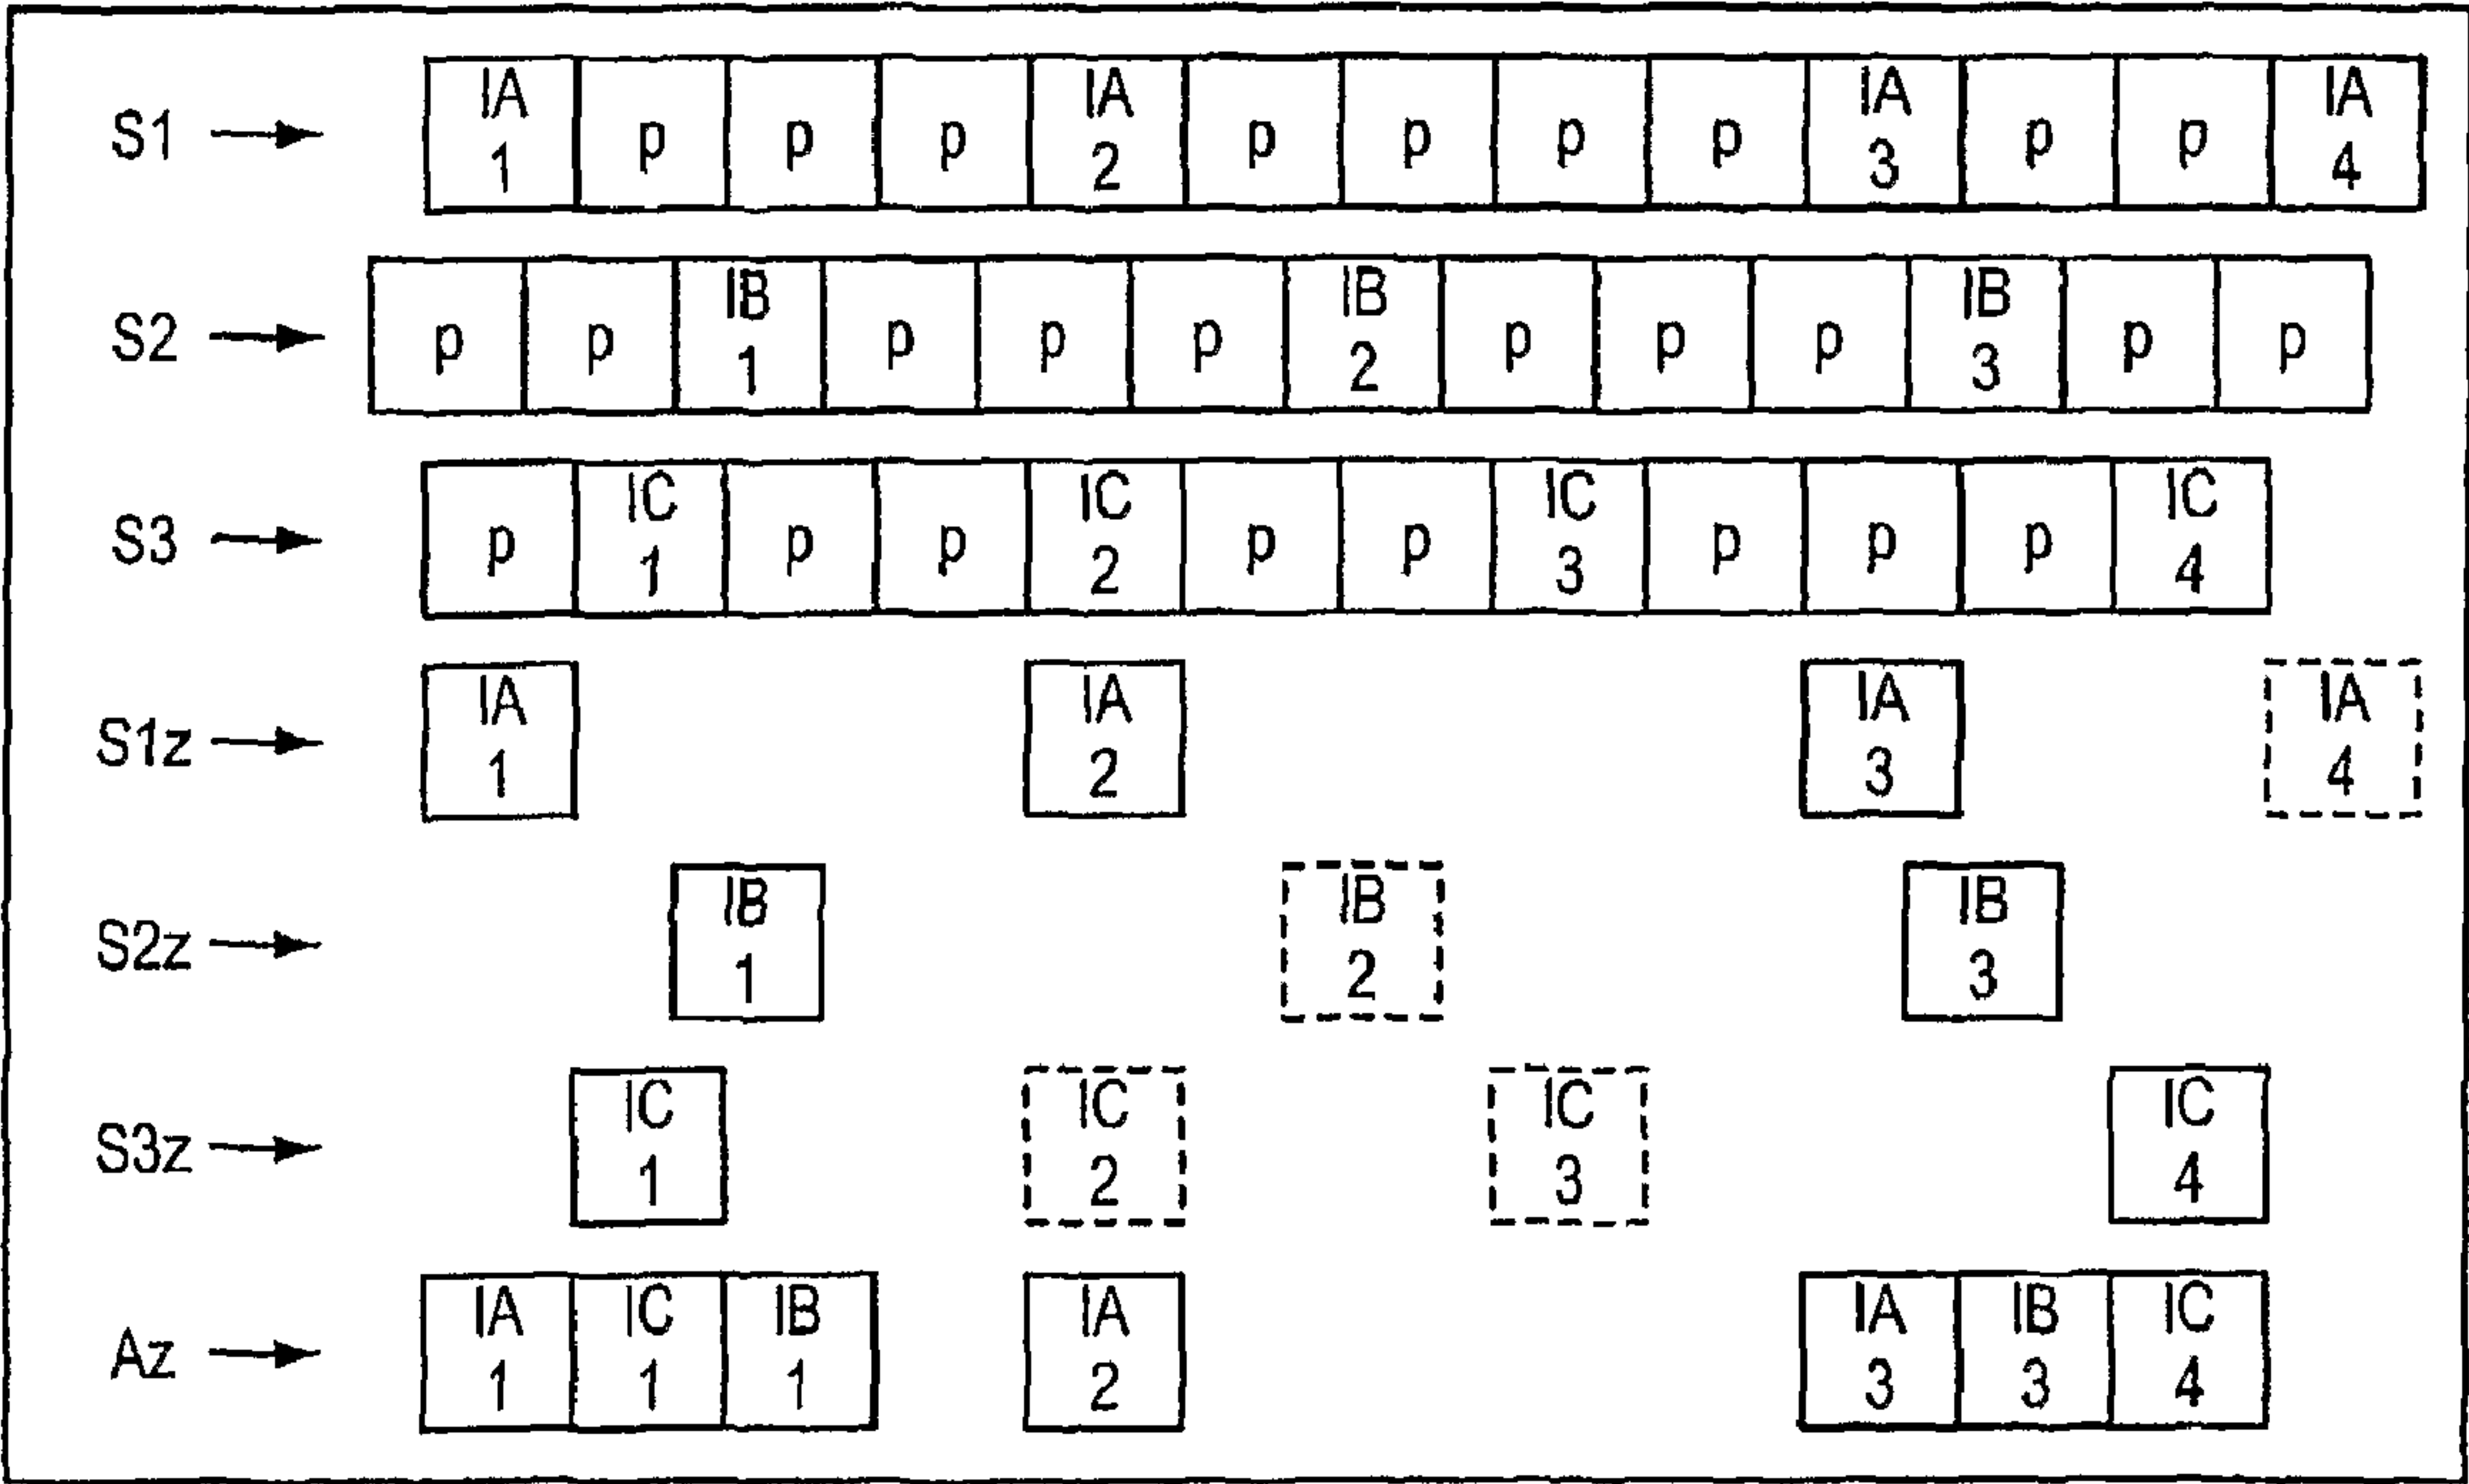 S1 IA 1 p p p IA 2 p p p p IA 3 p p IA 4
S2 p p IB 1 p p p IB 2 p p p IB 3 p p
S3 p IC 1 p p IC 2 p p IC 3 p p p IC 4
S1z IA 1 IA 2 IA 3 IA 4
S2z IB 1 IB 2 IB 3
S3z IC 1 IC 2 IC 3 IC 4
Az IA 1 IC 1 IB 1 IA 2 IA 3 IB 3 IC 4